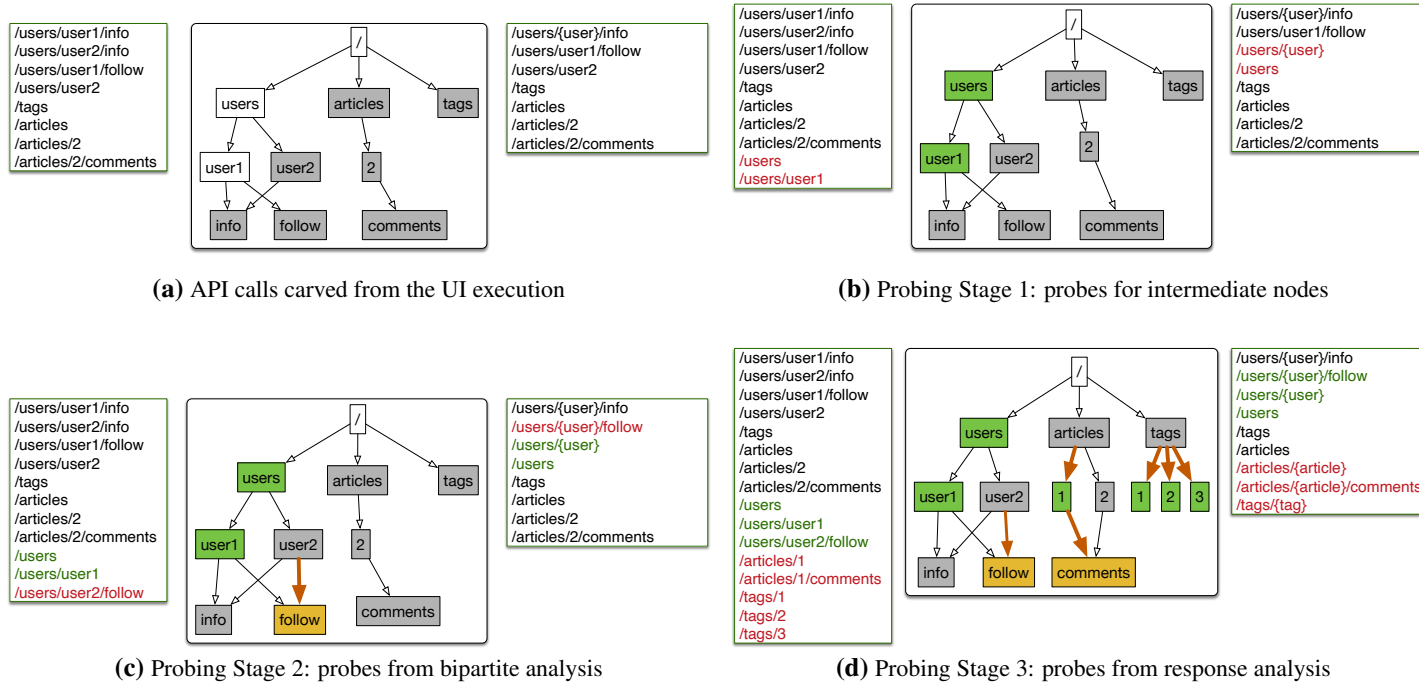 /users/user1/info
/users/user2/info
/users/user1/follow
/users/user2
/tags
/articles
/articles/2
/articles/2/comments
/
users
articles
tags
user1
user2
2
info
follow
comments
/users/{user}/info
/users/user1/follow
/users/user2
/tags
/articles
/articles/2
/articles/2/comments
(a) API calls carved from the UI execution
/users/user1/info
/users/user2/info
/users/user1/follow
/users/user2
/tags
/articles
/articles/2
/articles/2/comments
/users
/users/user1
/
users
articles
tags
user1
user2
2
info
follow
comments
/users/{user}/info
/users/user1/follow
/users/{user}
/users
/tags
/articles
/articles/2
/articles/2/comments
(b) Probing Stage 1: probes for intermediate nodes
/users/user1/info
/users/user2/info
/users/user1/follow
/users/user2
/tags
/articles
/articles/2
/articles/2/comments
/users
/users/user1
/users/user2/follow
/
users
articles
tags
user1
user2
2
info
follow
comments
/users/{user}/info
/users/{user}/follow
/users/{user}
/users
/tags
/articles
/articles/2
/articles/2/comments
(c) Probing Stage 2: probes from bipartite analysis
/users/user1/info
/users/user2/info
/users/user1/follow
/users/user2
/tags
/articles
/articles/2
/articles/2/comments
/users
/users/user1
/users/user2/follow
/articles/1
/articles/1/comments
/tags/1
/tags/2
/tags/3
/
users
articles
tags
user1
user2
1
2
1
2
3
info
follow
comments
/users/{user}/info
/users/{user}/follow
/users/{user}
/users
/tags
/articles
/articles/{article}
/articles/{article}/comments
/tags/{tag}
(d) Probing Stage 3: probes from response analysis